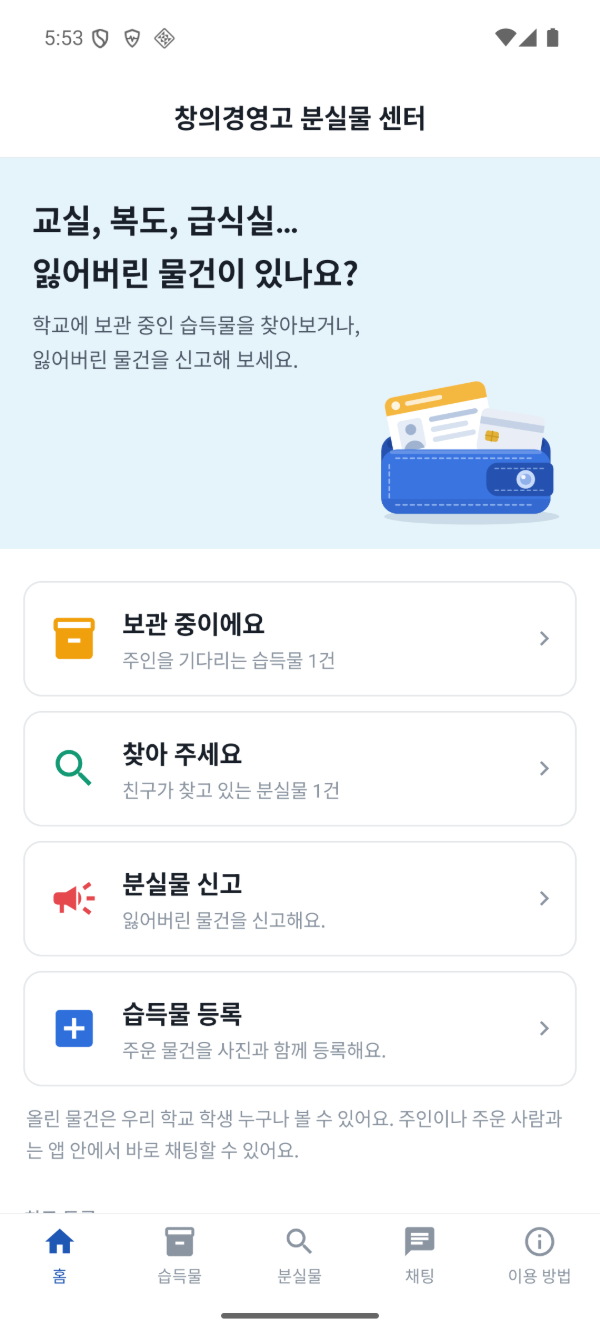 5:53
창의경영고 분실물 센터
교실, 복도, 급식실...
잃어버린 물건이 있나요?
학교에 보관 중인 습득물을 찾아보거나,
잃어버린 물건을 신고해 보세요.
보관 중이에요
주인을 기다리는 습득물 1건
찾아 주세요
친구가 찾고 있는 분실물 1건
분실물 신고
잃어버린 물건을 신고해요.
습득물 등록
주운 물건을 사진과 함께 등록해요.
올린 물건은 우리 학교 학생 누구나 볼 수 있어요. 주인이나 주운 사람과
는 앱 안에서 바로 채팅할 수 있어요.
홈
습득물
분실물
채팅
이용 방법